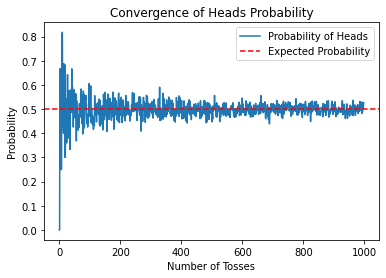 Convergence of Heads Probability
Probability of Heads
Expected Probability
0.8
0.7
0.6
0.5
0.4
0.3
0.2
0.1
0.0
Probability
0 200 400 600 800 1000
Number of Tosses